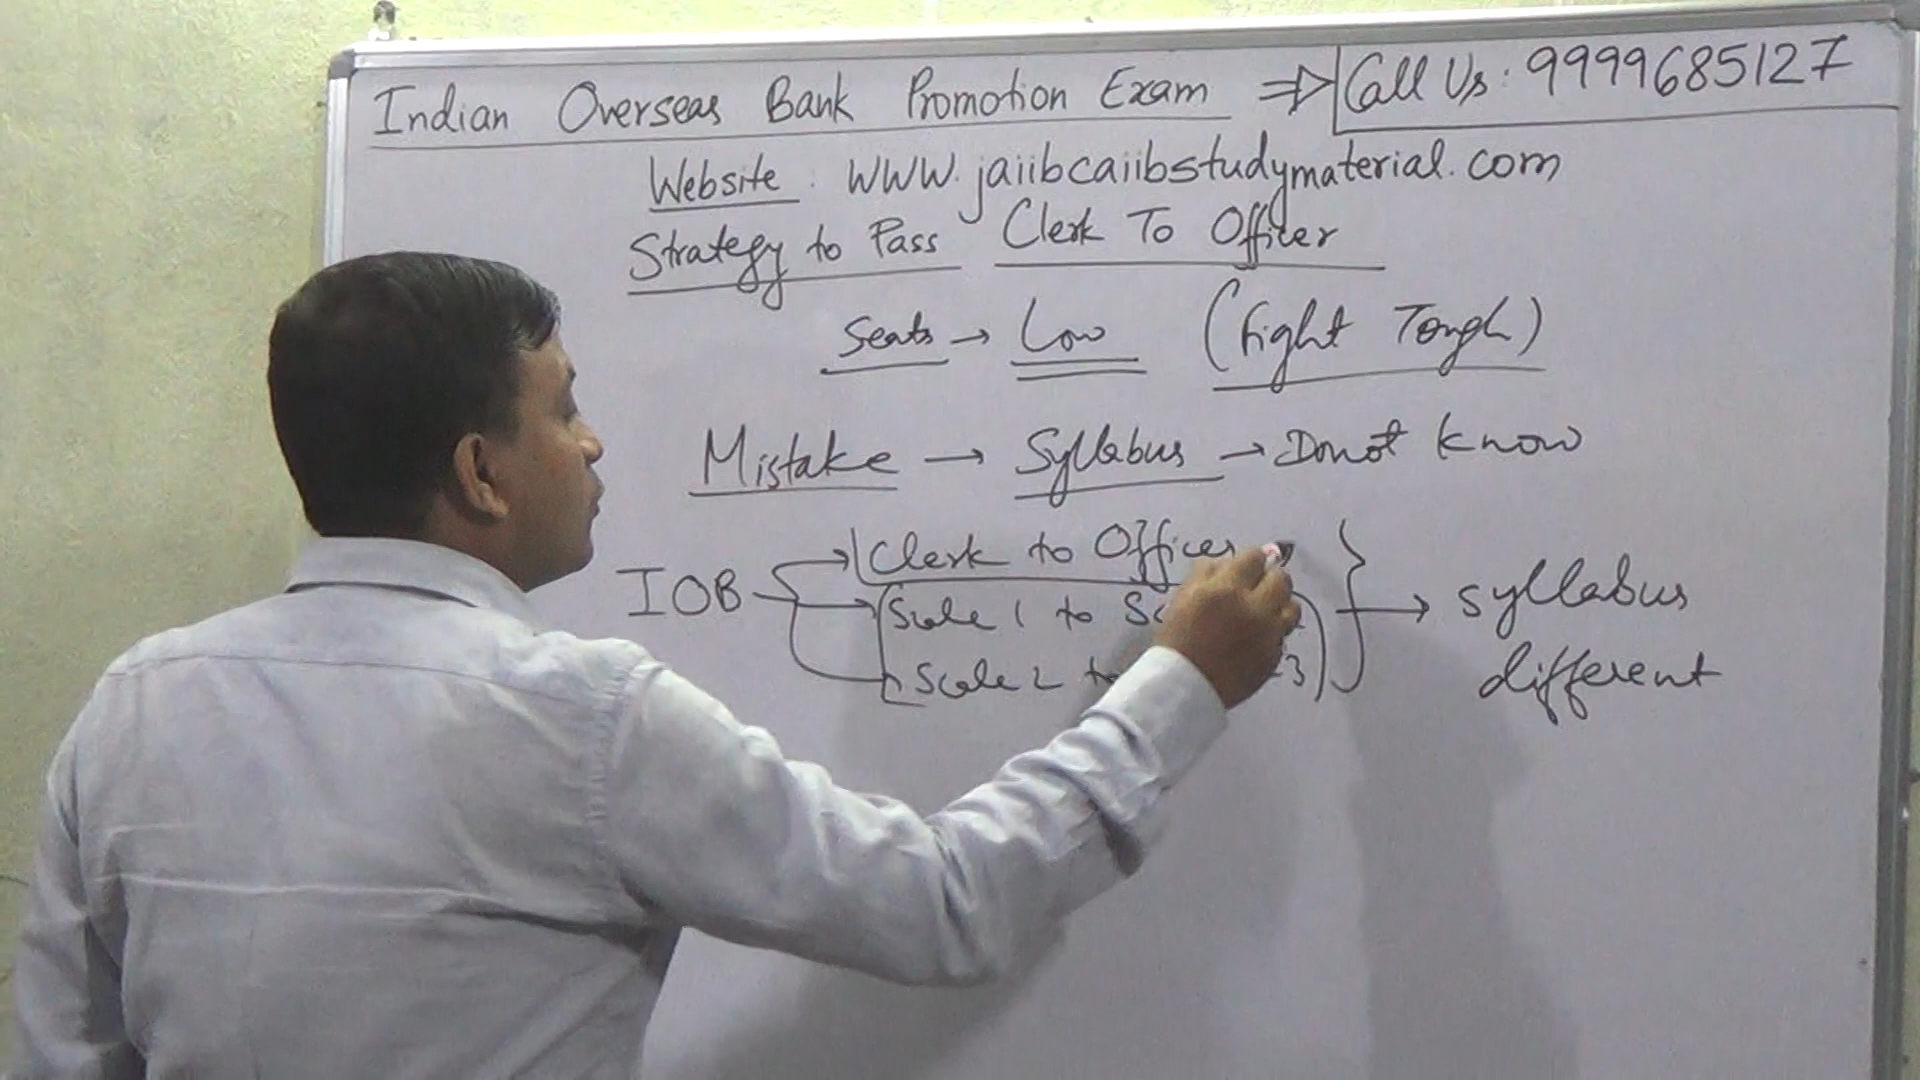 Indian Overseas Bank Promotion Exam ⇒ Call Us: 9999685127
Website: WWW.jaiibcaiibstudymaterial.com
Strategy to Pass Clerk To Officer
Seats → Low (Fight Tough)
Mistake → Syllabus → Donot Know
IOB
Clerk to Officer
Scale 1 to
Scale 2 to 3
syllabus
different